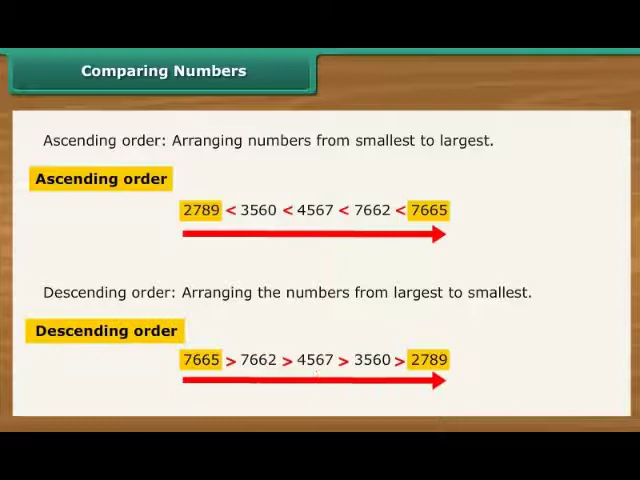 Comparing Numbers
Ascending order: Arranging numbers from smallest to largest.
Ascending order
2789 < 3560 < 4567 < 7662 < 7665
Descending order: Arranging the numbers from largest to smallest.
Descending order
7665 > 7662 > 4567 > 3560 > 2789